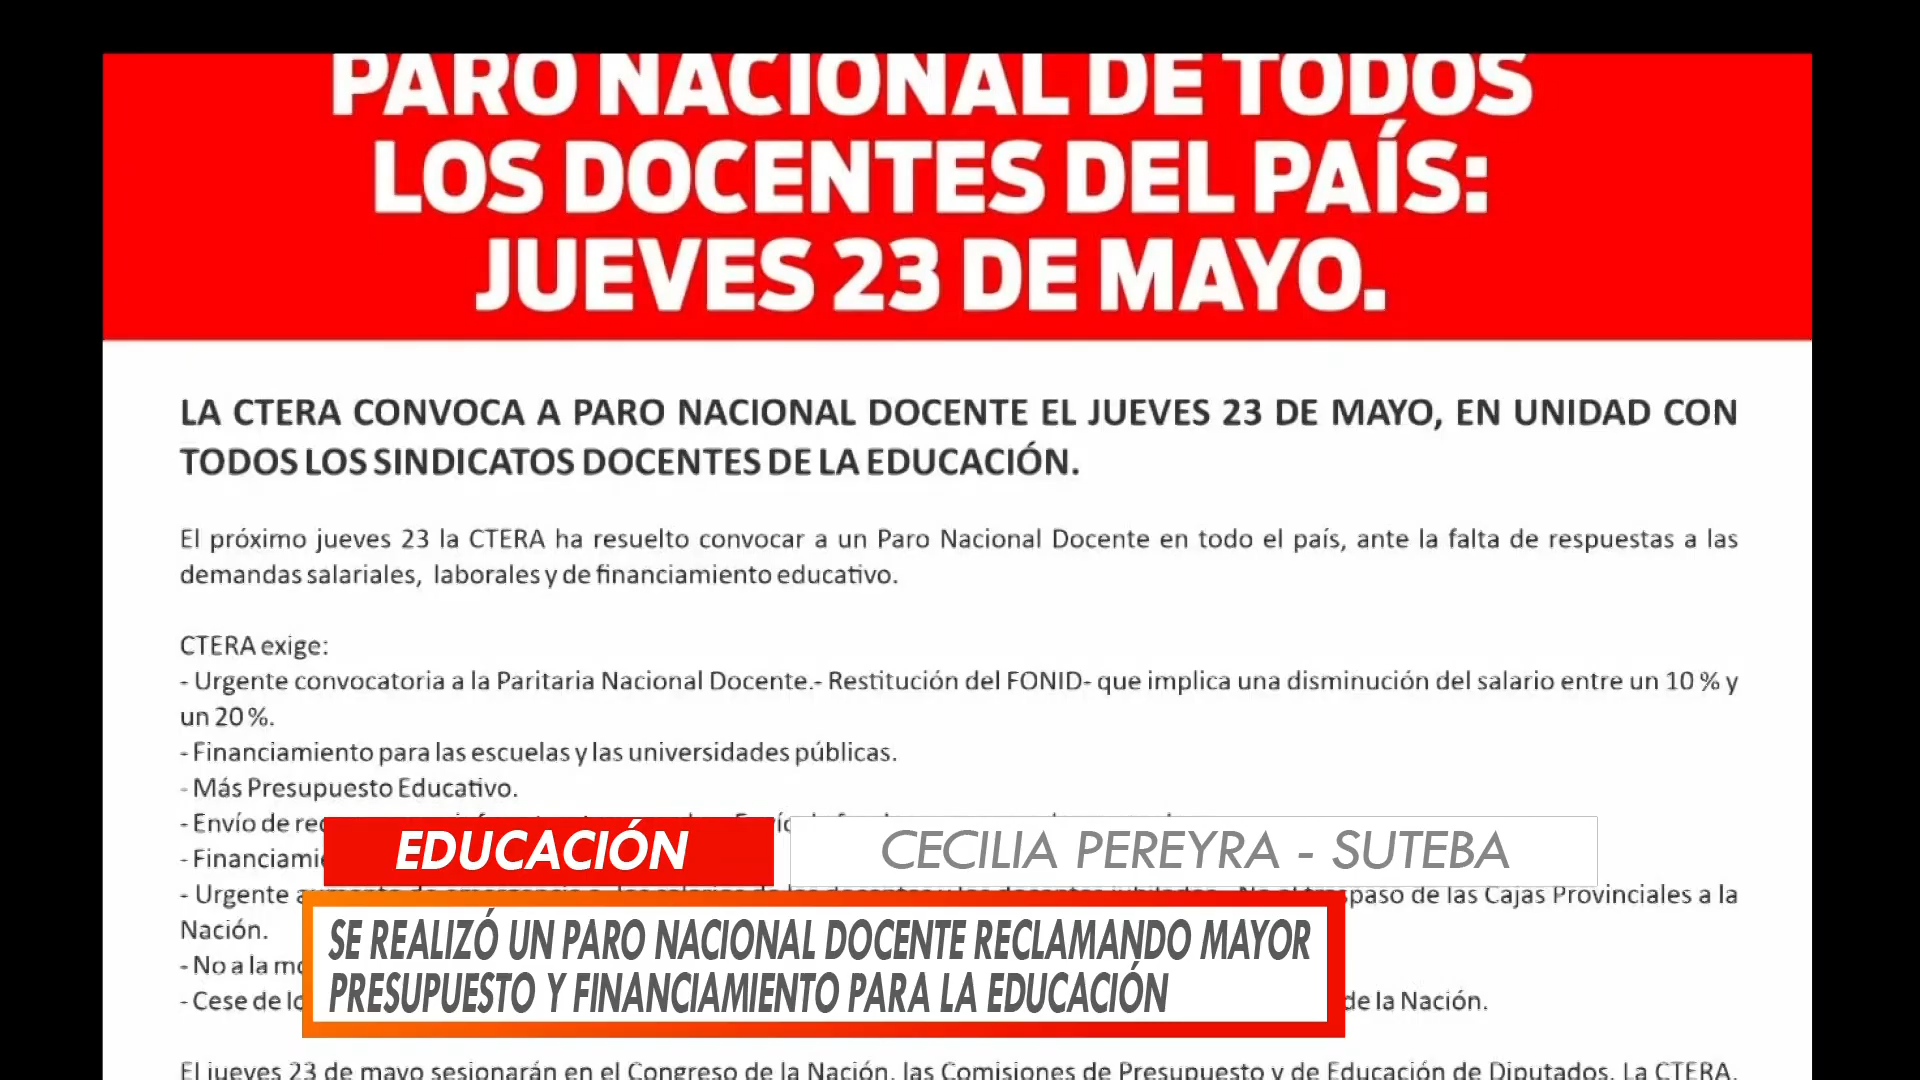 PARO NACIONAL DE TODOS
LOS DOCENTES DEL PAÍS:
JUEVES 23 DE MAYO.
LA CTERA CONVOCA A PARO NACIONAL DOCENTE EL JUEVES 23 DE MAYO, EN UNIDAD CON
TODOS LOS SINDICATOS DOCENTES DE LA EDUCACIÓN.
El próximo jueves 23 la CTERA ha resuelto convocar a un Paro Nacional Docente en todo el país, ante la falta de respuestas a las
demandas salariales, laborales y de financiamiento educativo.
CTERA exige:
- Urgente convocatoria a la Paritaria Nacional Docente.- Restitución del FONID- que implica una disminución del salario entre un 10 % y
un 20 %.
- Financiamiento para las escuelas y las universidades públicas.
- Más Presupuesto Educativo.
- Envío de
- 
- Urgente de las Cajas Provinciales a la
Nación.
- No a la
- Cese de de la Nación.
EDUCACIÓN
CECILIA PEREYRA - SUTEBA
SE REALIZÓ UN PARO NACIONAL DOCENTE RECLAMANDO MAYOR
PRESUPUESTO Y FINANCIAMIENTO PARA LA EDUCACIÓN
El jueves 23 de mayo sesionarán en el Congreso de la Nación, las Comisiones de Presupuesto y de Educación de Diputados. La CTERA,